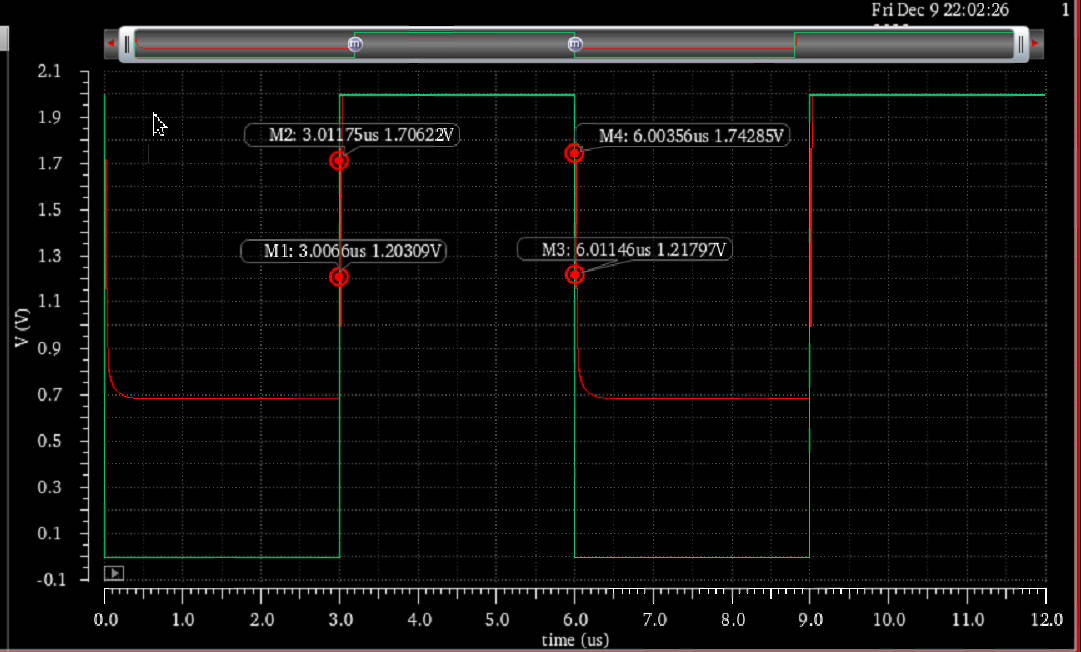 Fri Dec 9 22:02:26 1
m m
2.1
1.9
1.7
1.5
1.3
1.1
0.9
0.7
0.5
0.3
0.1
-0.1
V (V)
M2: 3.01175us 1.70622V
M4: 6.00356us 1.74285V
M1: 3.0066us 1.20309V
M3: 6.01146us 1.21797V
0.0 1.0 2.0 3.0 4.0 5.0 6.0 7.0 8.0 9.0 10.0 11.0 12.0
time (us)